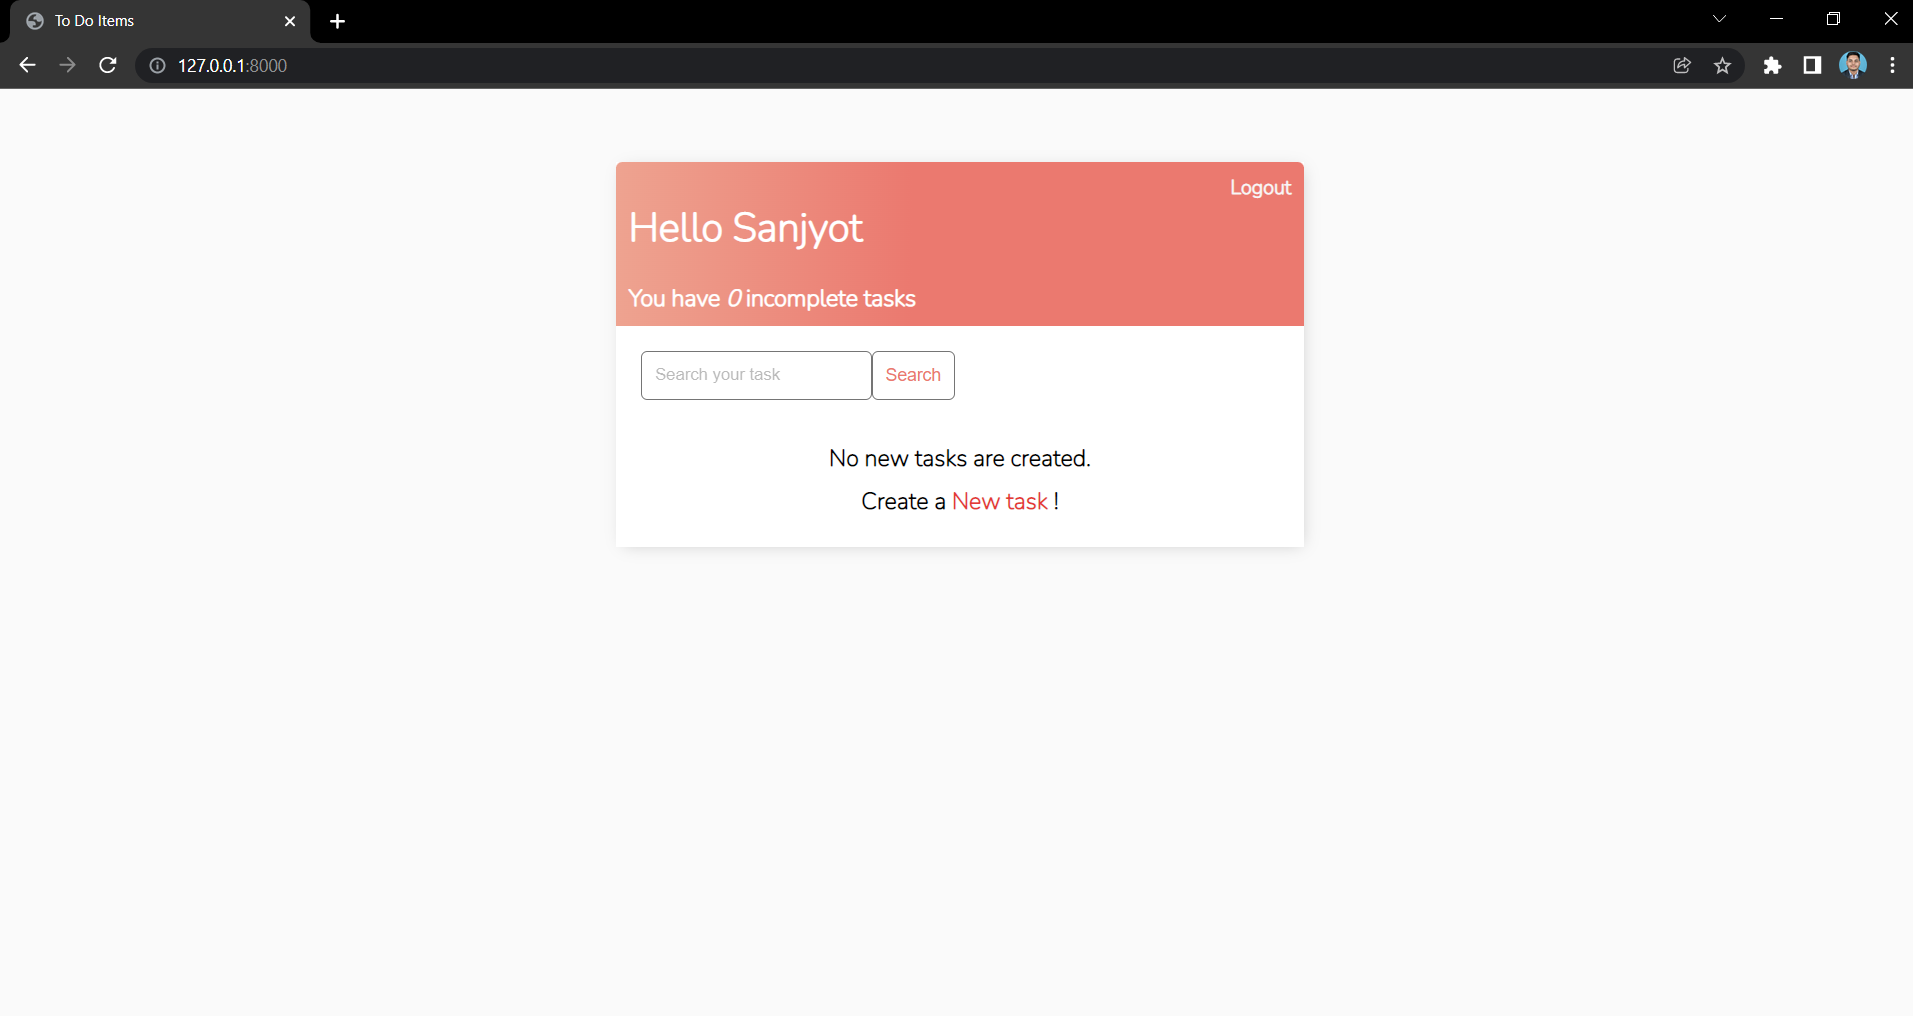 To Do Items
127.0.0.1:8000
Logout
Hello Sanjyot
You have 0 incomplete tasks
Search your task
Search
No new tasks are created.
Create a New task !